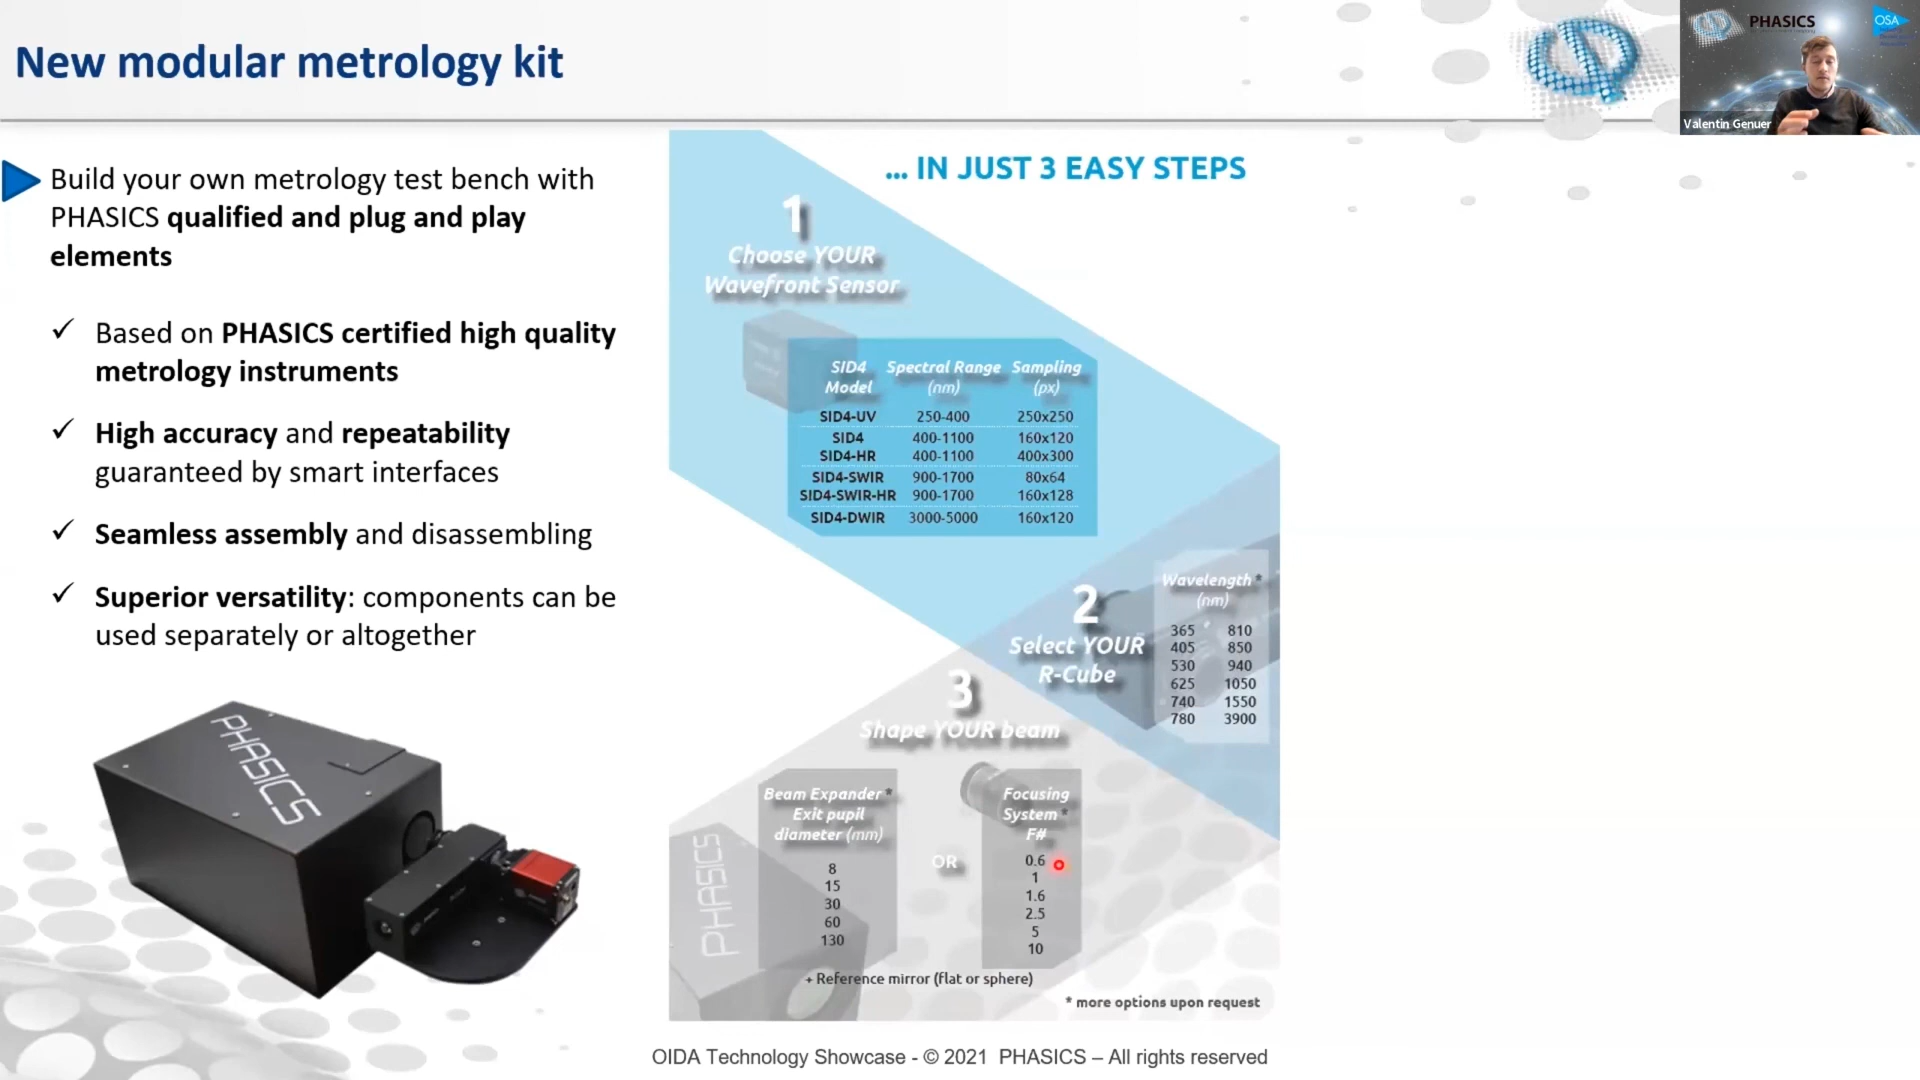 New modular metrology kit
PHASICS
OSA
Valentin Genuer
Build your own metrology test bench with
PHASICS qualified and plug and play
elements
✓ Based on PHASICS certified high quality
metrology instruments
✓ High accuracy and repeatability
guaranteed by smart interfaces
✓ Seamless assembly and disassembling
✓ Superior versatility: components can be
used separately or altogether
PHASICS
... IN JUST 3 EASY STEPS
1
Choose YOUR
Wavefront Sensor
SID4 Spectral Range Sampling
Model (nm) (px)
SID4-UV 250-400 250x250
SID4 400-1100 160x120
SID4-HR 400-1100 400x300
SID4-SWIR 900-1700 80x64
SID4-SWIR-HR 900-1700 160x128
SID4-DWIR 3000-5000 160x120
2
Select YOUR
R-Cube
Wavelength *
(nm)
365 810
405 850
530 940
625 1050
740 1550
780 3900
3
Shape YOUR beam
Beam Expander *
Exit pupil
diameter (mm)
8
15
30
60
130
OR
Focusing
System *
F#
0.6
1
1.6
2.5
5
10
PHASICS
+ Reference mirror (flat or sphere)
* more options upon request
OIDA Technology Showcase - © 2021 PHASICS – All rights reserved